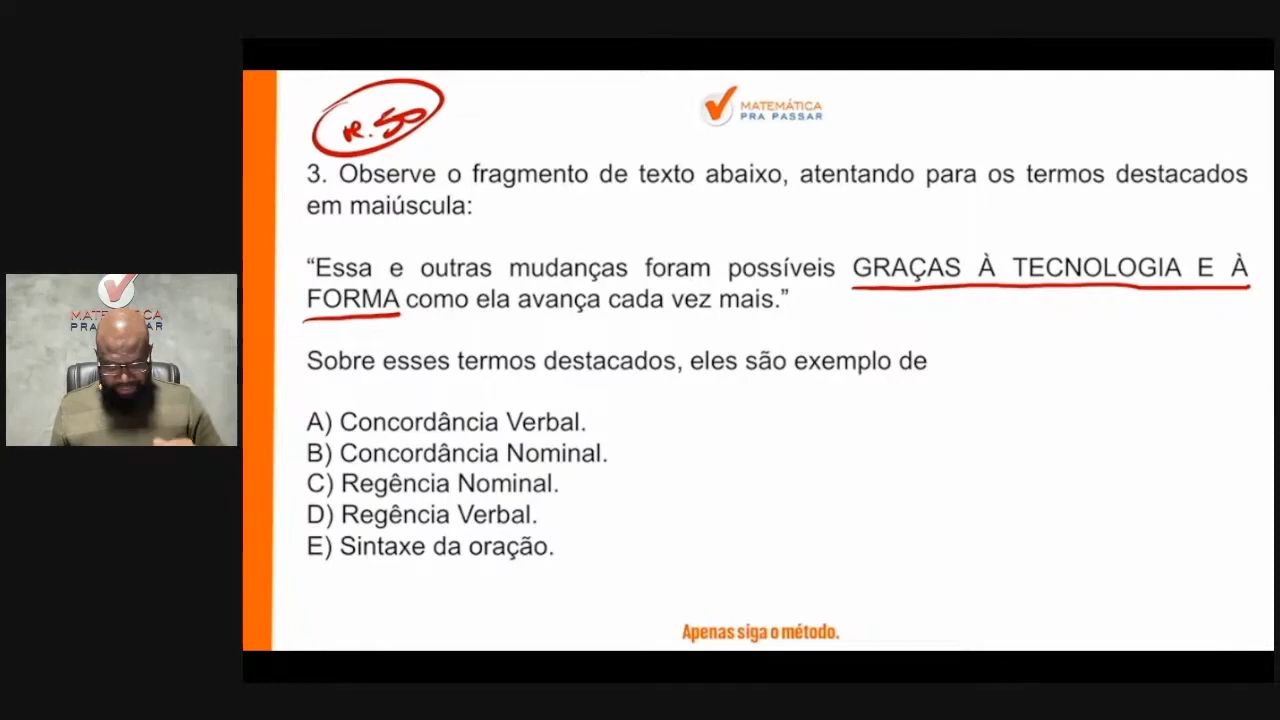 MATEMÁTICA
PRA PASSAR
3. Observe o fragmento de texto abaixo, atentando para os termos destacados
em maiúscula:
“Essa e outras mudanças foram possíveis GRAÇAS À TECNOLOGIA E À
FORMA como ela avança cada vez mais.”
Sobre esses termos destacados, eles são exemplo de
A) Concordância Verbal.
B) Concordância Nominal.
C) Regência Nominal.
D) Regência Verbal.
E) Sintaxe da oração.
Apenas siga o método.